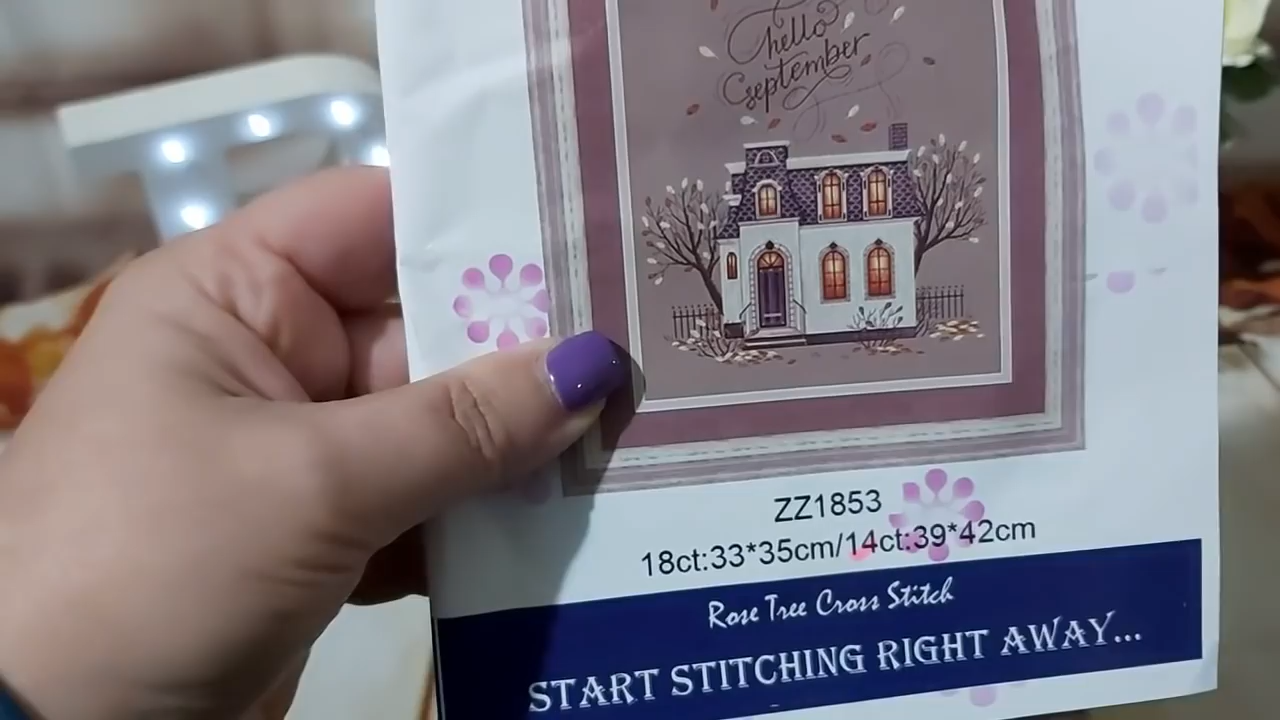 hello
September
ZZ1853
18ct:33*35cm/14ct:39*42cm
Rose Tree Cross Stitch
START STITCHING RIGHT AWAY...